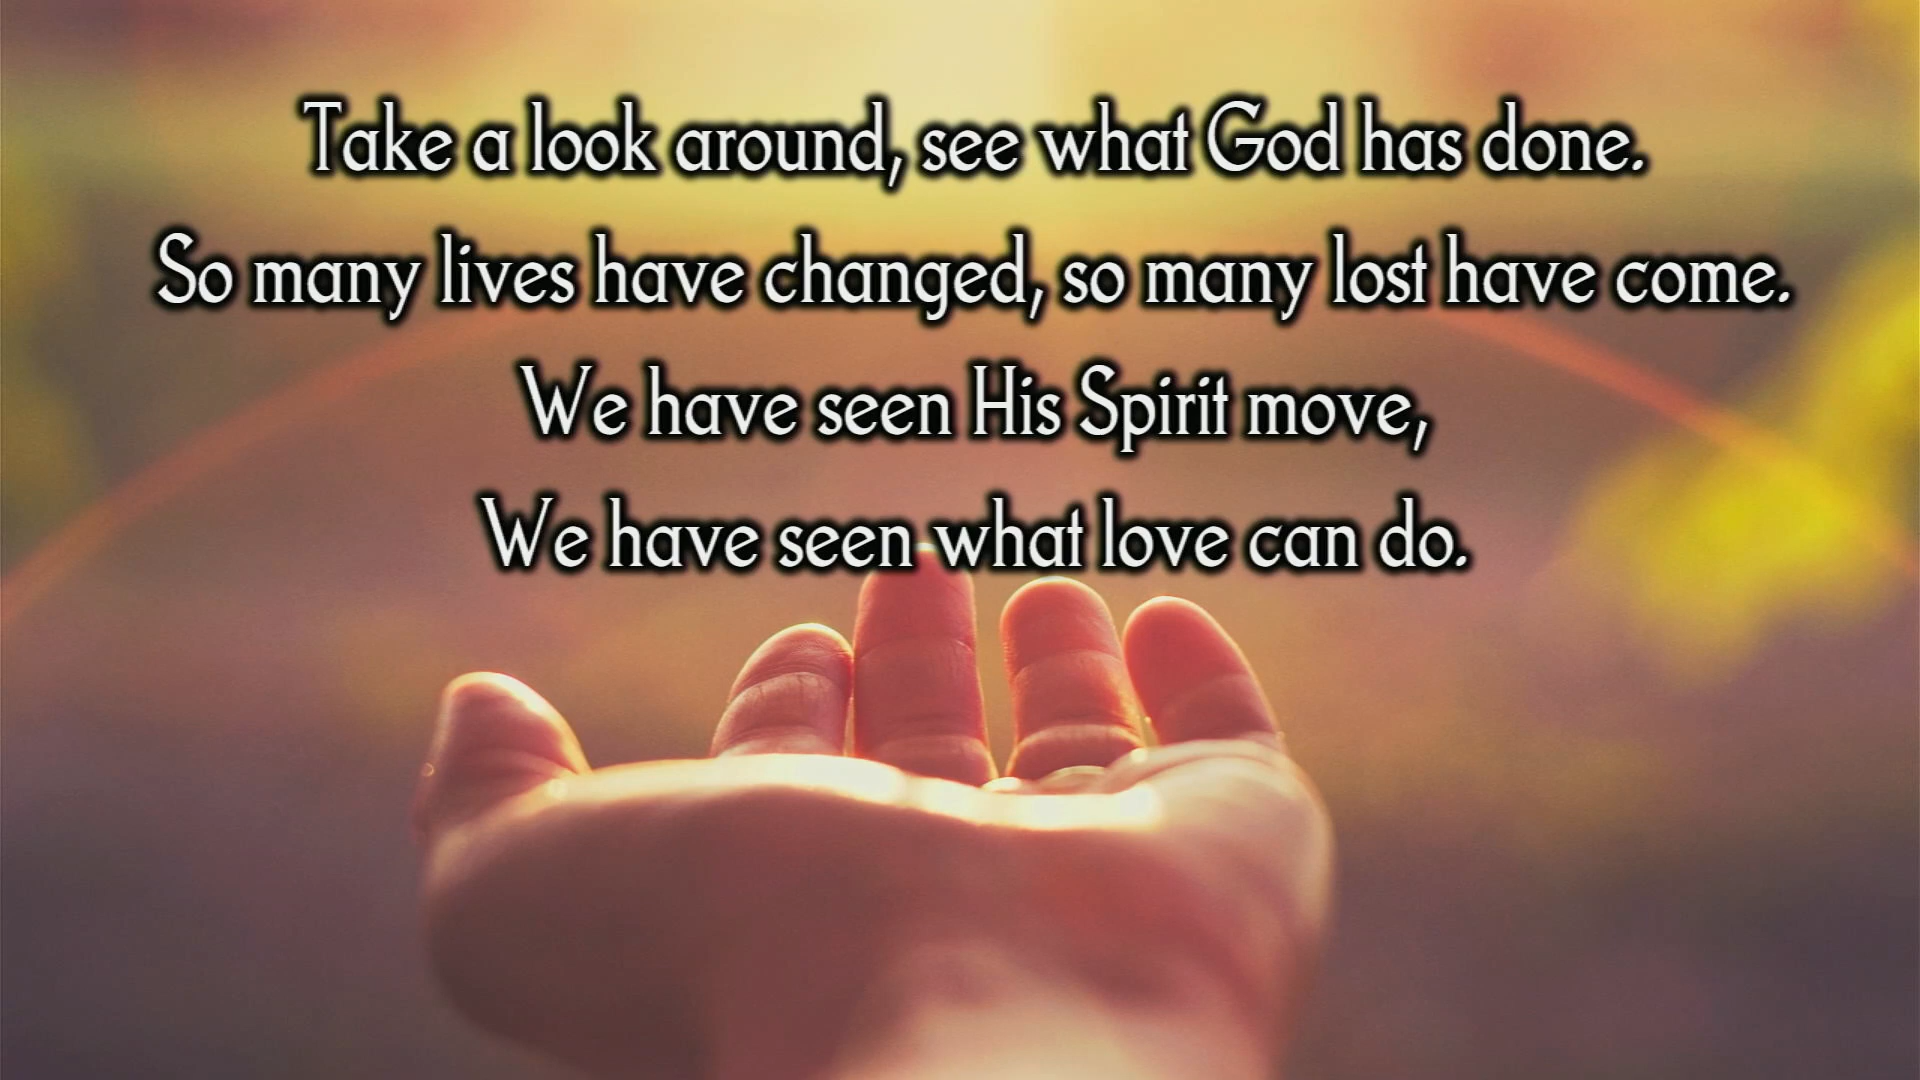 Take a look around, see what God has done.
So many lives have changed, so many lost have come.
We have seen His Spirit move,
We have seen what love can do.